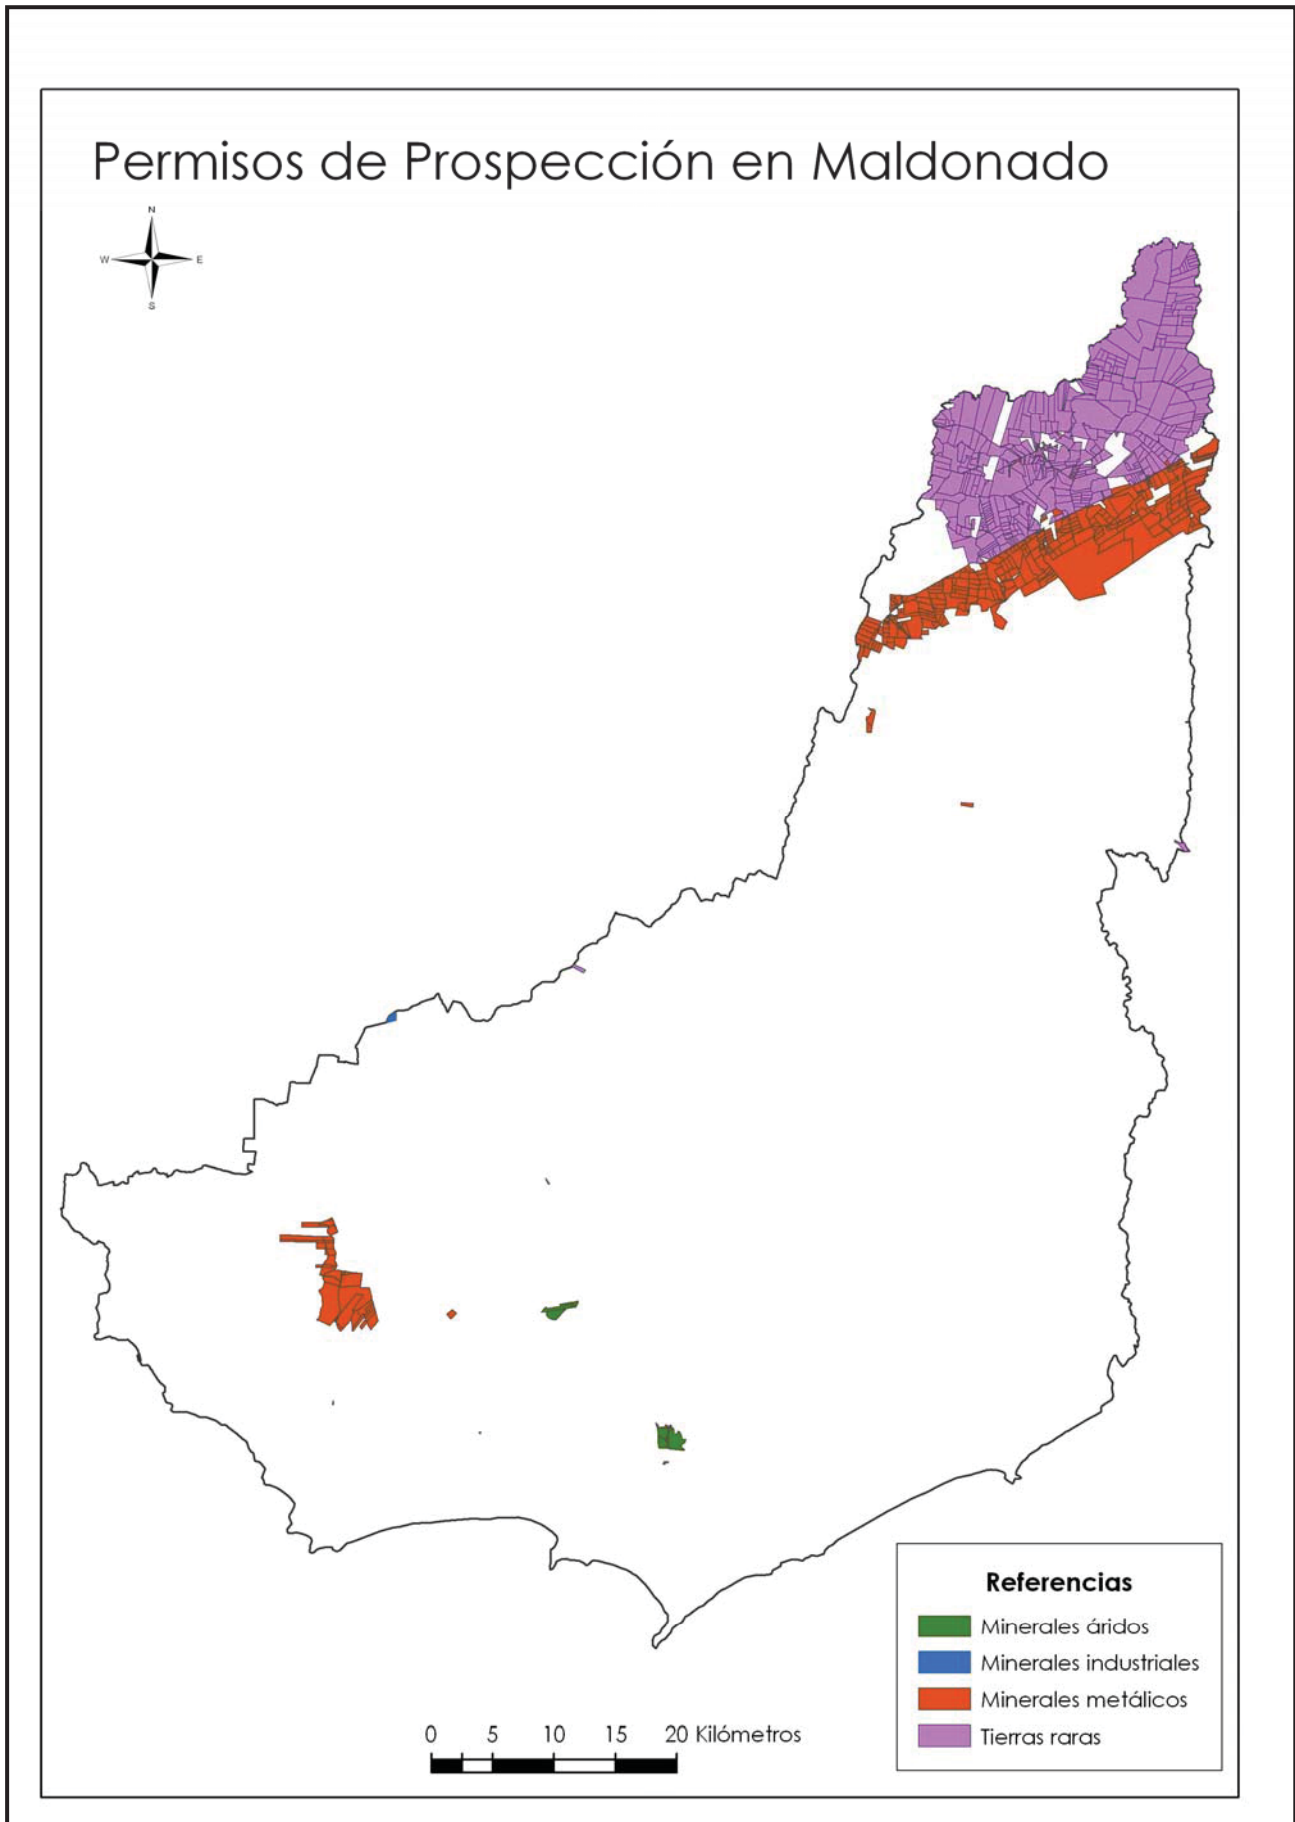 Permisos de Prospección en Maldonado
N
W E
S
Referencias
Minerales áridos
Minerales industriales
Minerales metálicos
Tierras raras
0 5 10 15 20 Kilómetros